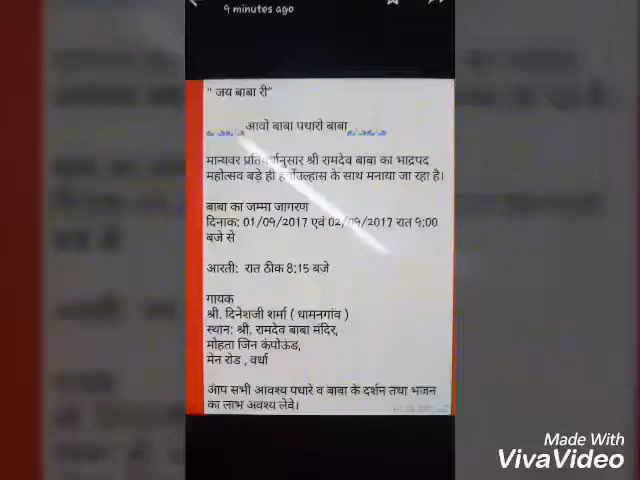 9 minutes ago
" जय बाबा री"
आवो बाबा पधारो बाबा
मान्यवर प्रतिवर्षानुसार श्री रामदेव बाबा का भाद्रपद
महोत्सव बड़े ही हर्षोउल्हास के साथ मनाया जा रहा है।
बाबा का जम्मा जागरण
दिनाक: 01/09/2017 एवं 02/09/2017 रात 9:00
बजे से
आरती: रात ठीक 8:15 बजे
गायक
श्री. दिनेशजी शर्मा ( धामनगांव )
स्थान: श्री. रामदेव बाबा मंदिर,
मोहता जिन कंपोऊंड,
मेन रोड , वर्धा
आप सभी आवश्य पधारे व बाबा के दर्शन तथा भजन
का लाभ अवश्य लेवे।
Made With
VivaVideo